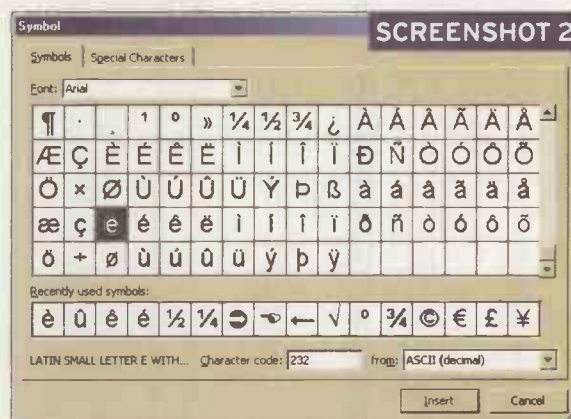 Symbol
SCREENSHOT 2
Symbols Special Characters
Font: Arial
¶ · ¸ ¹ º » ¼ ½ ¾ ¿ À Á Â Ã Ä Å
Æ Ç È É Ê Ë Ì Í Î Ï Ð Ñ Ò Ó Ô Õ
Ö × Ø Ù Ú Û Ü Ý Þ ß à á â ã ä å
æ ç è é ê ë ì í î ï ð ñ ò ó ô õ
ö ÷ ø ù ú û ü ý þ ÿ
Recently used symbols:
è û ê é ½ ¼ ➲ ☜ ← √ º ¾ © € £ ¥
LATIN SMALL LETTER E WITH... Character code: 232 from: ASCII (decimal)
Insert Cancel